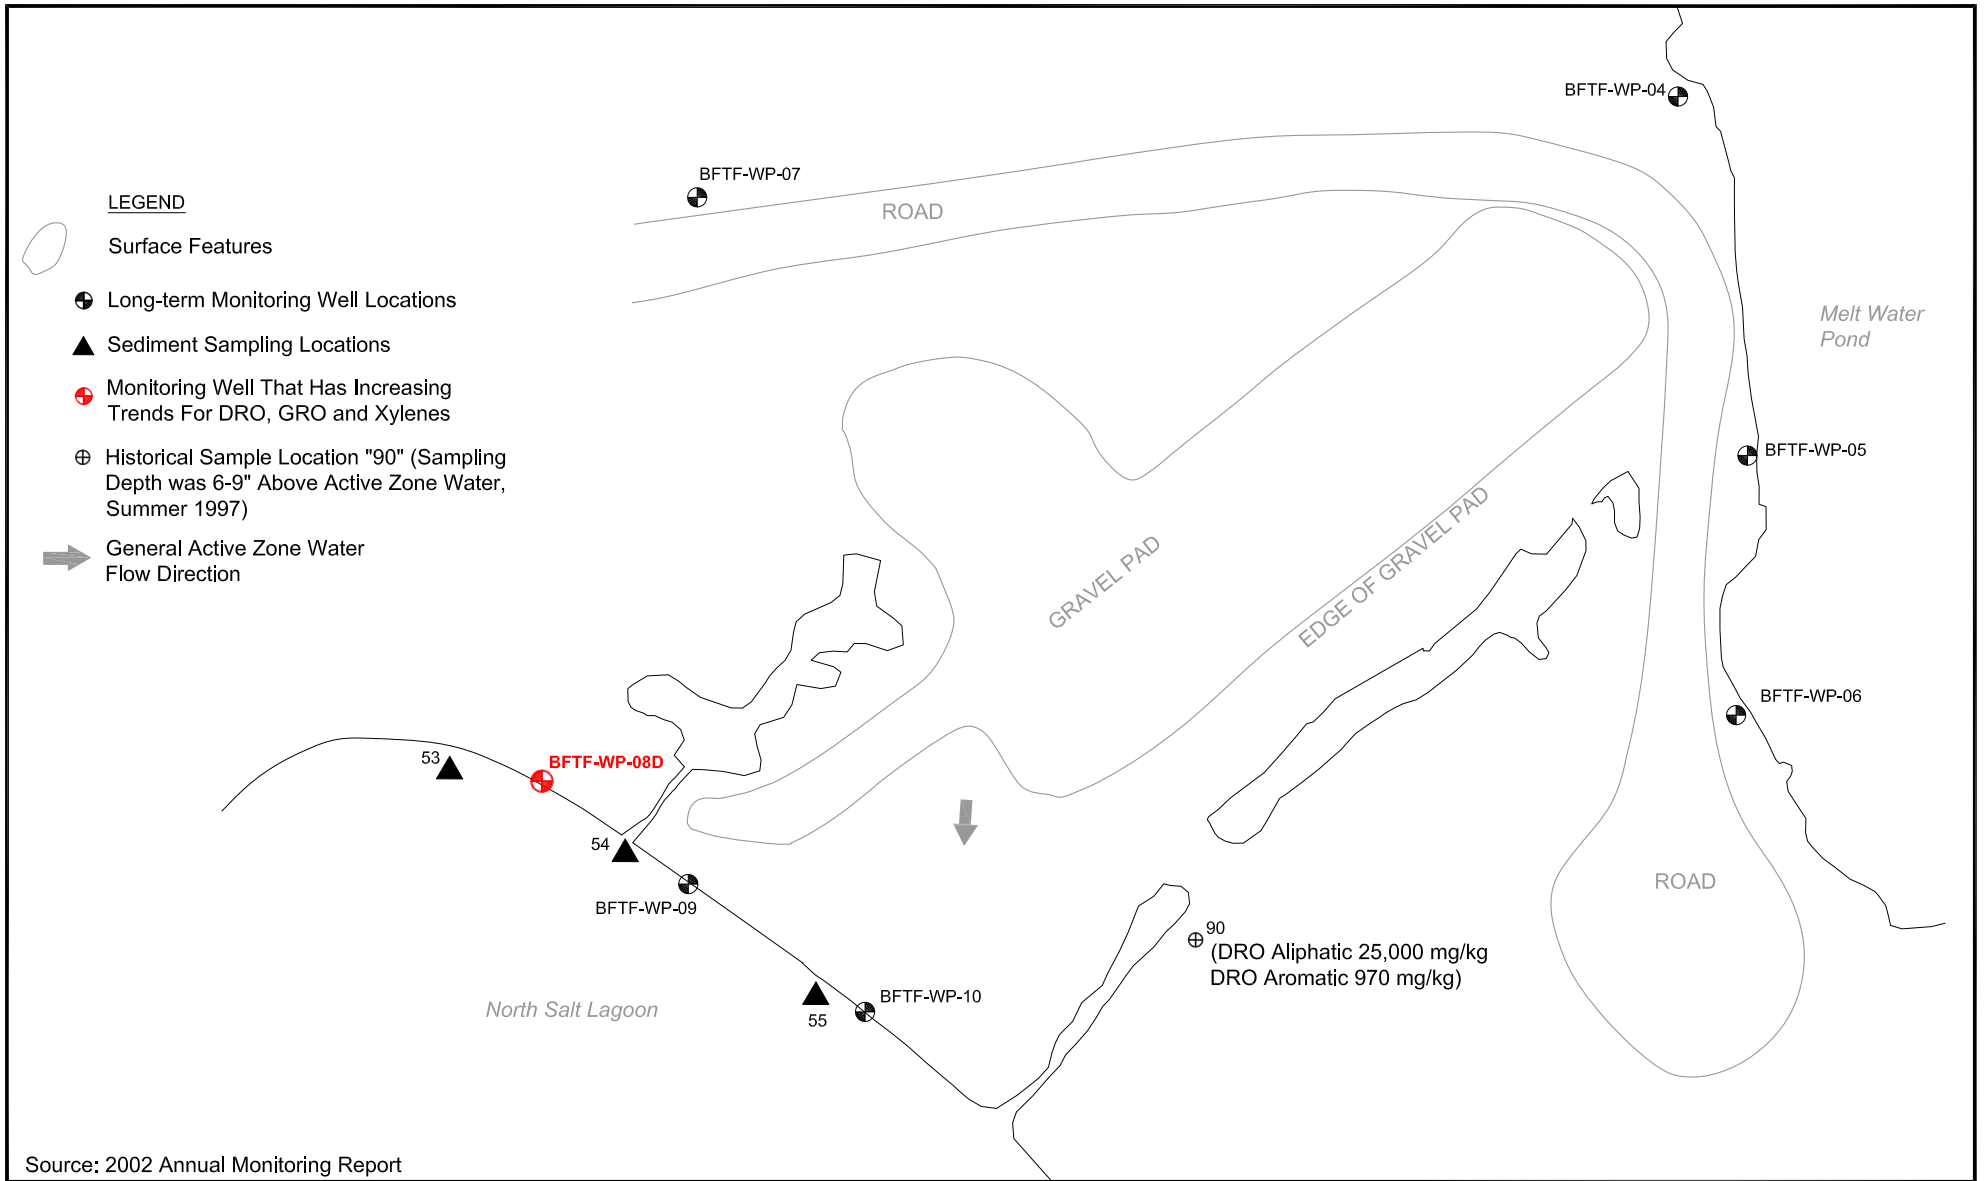 BFTF-WP-04
BFTF-WP-07
LEGEND
ROAD
Surface Features
Long-term Monitoring Well Locations
Melt Water
Pond
Sediment Sampling Locations
Monitoring Well That Has Increasing
Trends For DRO, GRO and Xylenes
BFTF-WP-05
Historical Sample Location "90" (Sampling
Depth was 6-9" Above Active Zone Water,
Summer 1997)
General Active Zone Water
Flow Direction
GRAVEL PAD
EDGE OF GRAVEL PAD
BFTF-WP-06
53
BFTF-WP-08D
54
ROAD
BFTF-WP-09
90
(DRO Aliphatic 25,000 mg/kg
DRO Aromatic 970 mg/kg)
BFTF-WP-10
North Salt Lagoon
55
Source: 2002 Annual Monitoring Report